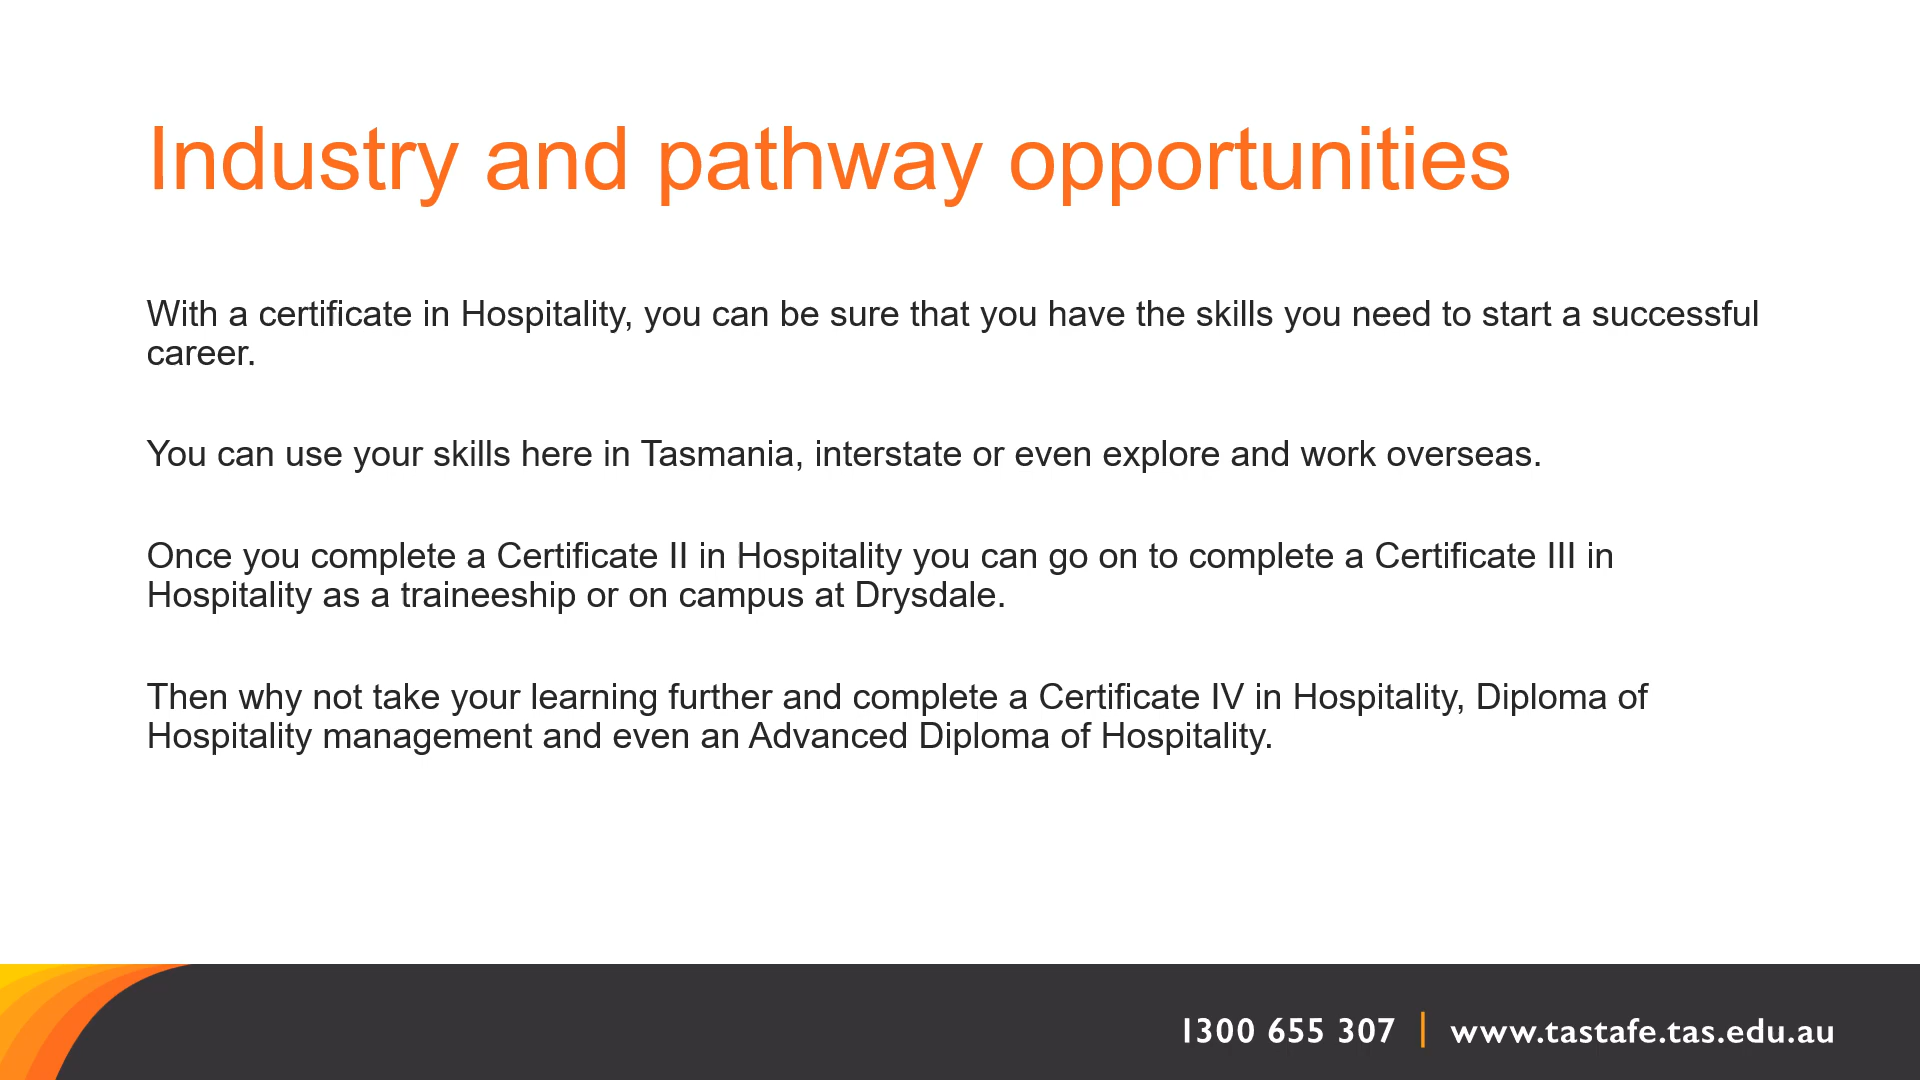 Industry and pathway opportunities
With a certificate in Hospitality, you can be sure that you have the skills you need to start a successful
career.
You can use your skills here in Tasmania, interstate or even explore and work overseas.
Once you complete a Certificate II in Hospitality you can go on to complete a Certificate III in
Hospitality as a traineeship or on campus at Drysdale.
Then why not take your learning further and complete a Certificate IV in Hospitality, Diploma of
Hospitality management and even an Advanced Diploma of Hospitality.
1300 655 307 | www.tastafe.tas.edu.au